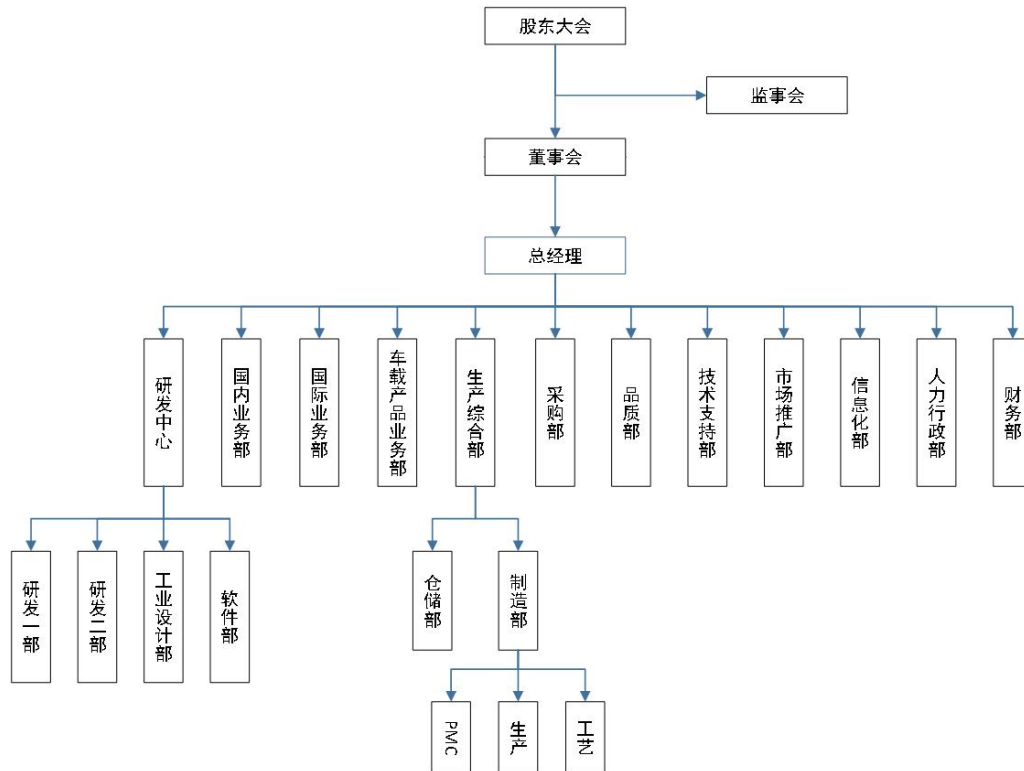 股东大会
监事会
董事会
总经理
研发中心
国内业务部
国际业务部
车载产品业务部
生产综合部
采购部
品质部
技术支持部
市场推广部
信息化部
人力行政部
财务部
研发一部
研发二部
工业设计部
软件部
仓储部
制造部
PMC
生产
工艺